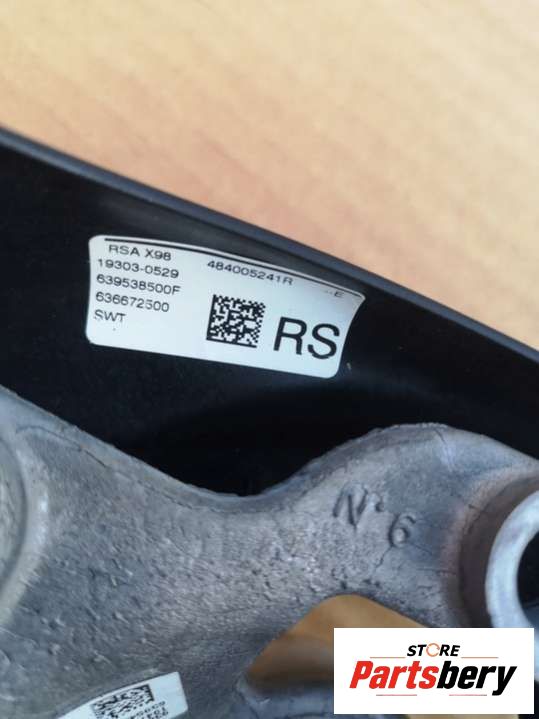 RSA X98
19303-0529 484005241R --E
639538500F
636672500
SWT
RS
N°6
STORE
Partsbery